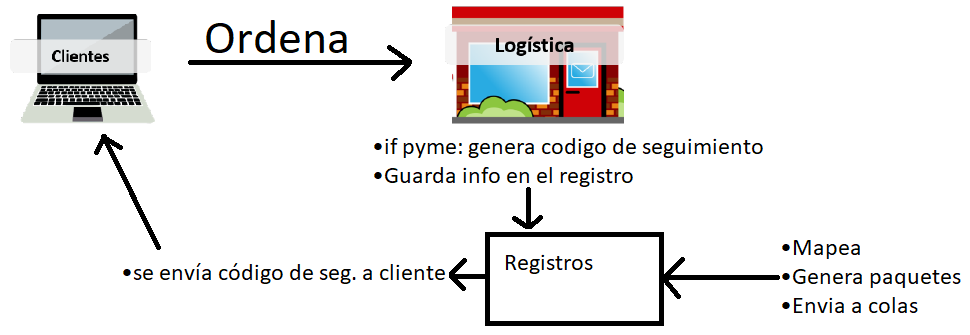 Clientes
Ordena
Logística
•if pyme: genera codigo de seguimiento
•Guarda info en el registro
•se envía código de seg. a cliente
Registros
•Mapea
•Genera paquetes
•Envia a colas